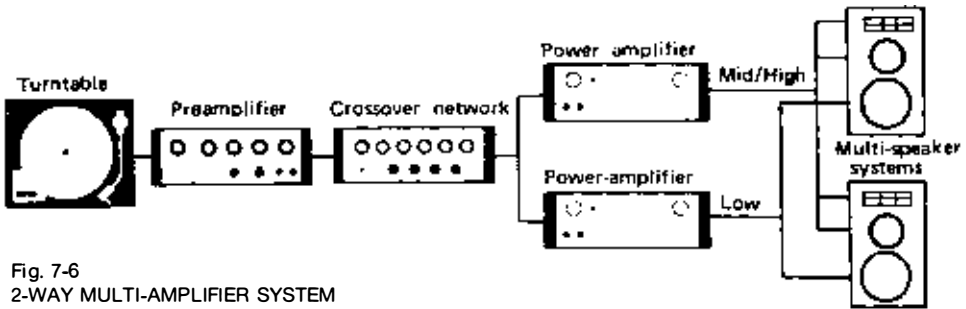 Turntable
Preamplifier
Crossover network
Power amplifier
Mid/High
Power-amplifier
Low
Multi-speaker
systems
Fig. 7-6
2-WAY MULTI-AMPLIFIER SYSTEM